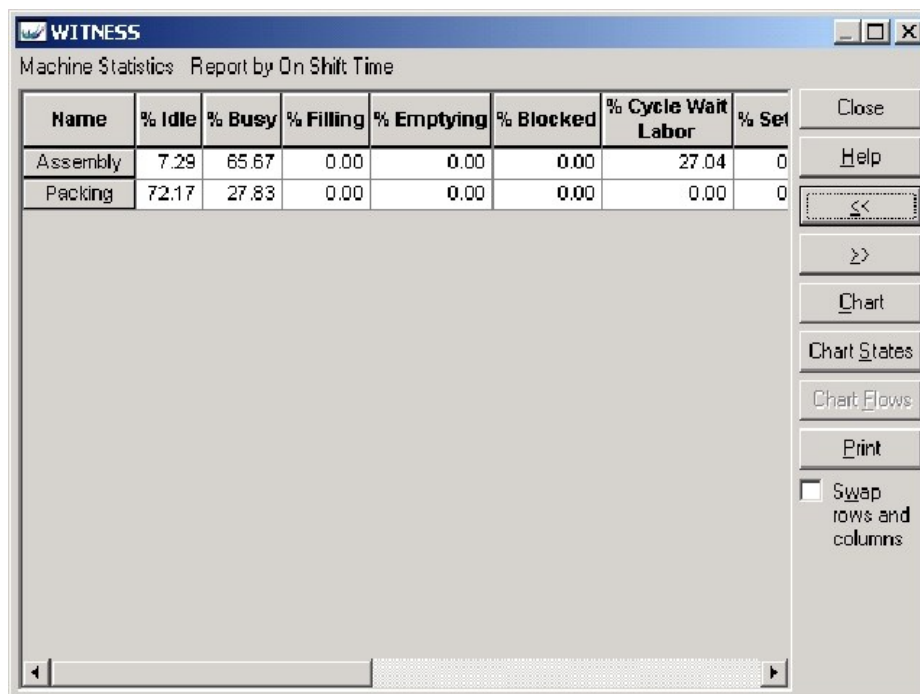 WITNESS
Machine Statistics Report by On Shift Time
Name % Idle % Busy % Filling % Emptying % Blocked % Cycle Wait Labor % Set
Assembly 7.29 65.67 0.00 0.00 0.00 27.04 0
Packing 72.17 27.83 0.00 0.00 0.00 0.00 0
Close
Help
<<
>>
Chart
Chart States
Chart Flows
Print
Swap
rows and
columns